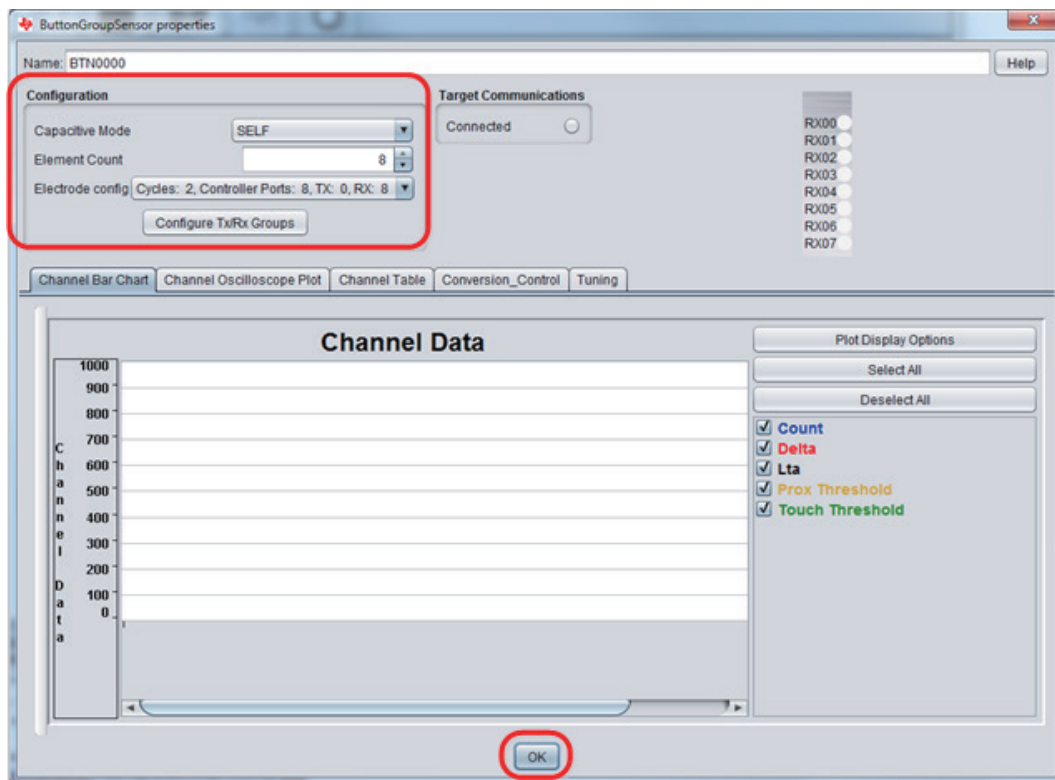 ButtonGroupSensor properties
Name: BTN0000
Help
Configuration
Capacitive Mode SELF
Element Count 8
Electrode config Cycles: 2, Controller Ports: 8, TX: 0, RX: 8
Configure Tx/Rx Groups
Target Communications
Connected
RX00
RX01
RX02
RX03
RX04
RX05
RX06
RX07
Channel Bar Chart Channel Oscilloscope Plot Channel Table Conversion_Control Tuning
Channel Data
Channel Data
1000
900
800
700
600
500
400
300
200
100
0
Plot Display Options
Select All
Deselect All
Count
Delta
Lta
Prox Threshold
Touch Threshold
OK